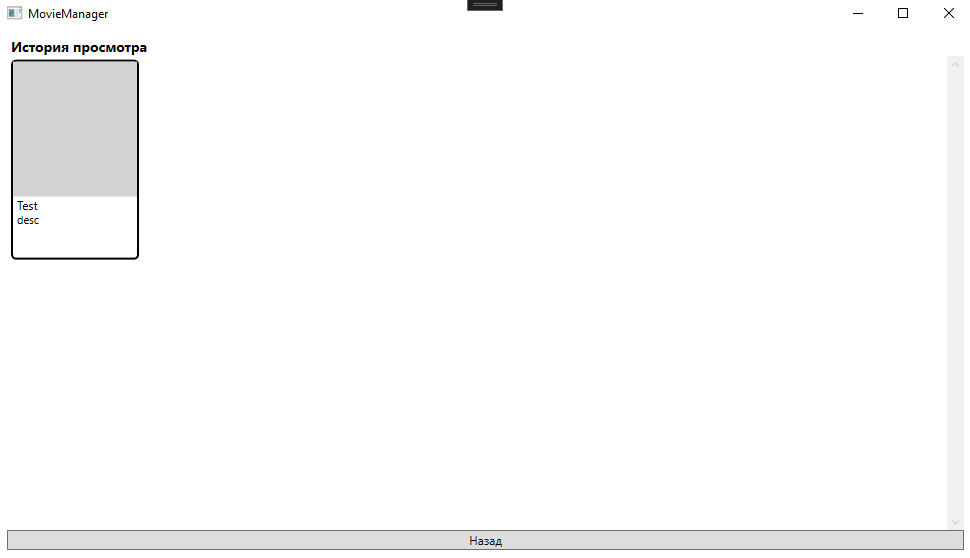 MovieManager
История просмотра
Test
desc
Назад